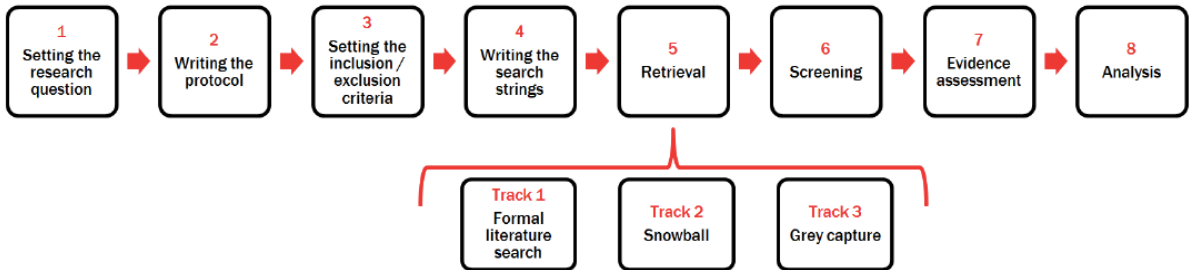 1
Setting the
research
question
2
Writing the
protocol
3
Setting the
inclusion /
exclusion
criteria
4
Writing the
search
strings
5
Retrieval
6
Screening
7
Evidence
assessment
8
Analysis
Track 1
Formal
literature
search
Track 2
Snowball
Track 3
Grey capture